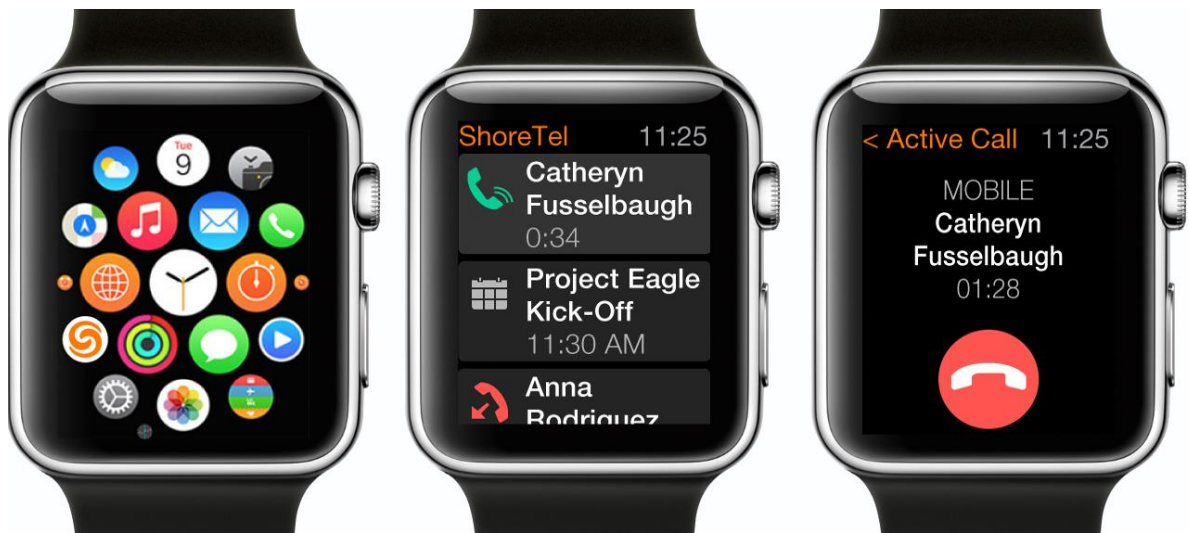 Tue
9
ShoreTel 11:25
Catheryn
Fusselbaugh
0:34
Project Eagle
Kick-Off
11:30 AM
Anna
Rodriguez
< Active Call 11:25
MOBILE
Catheryn
Fusselbaugh
01:28